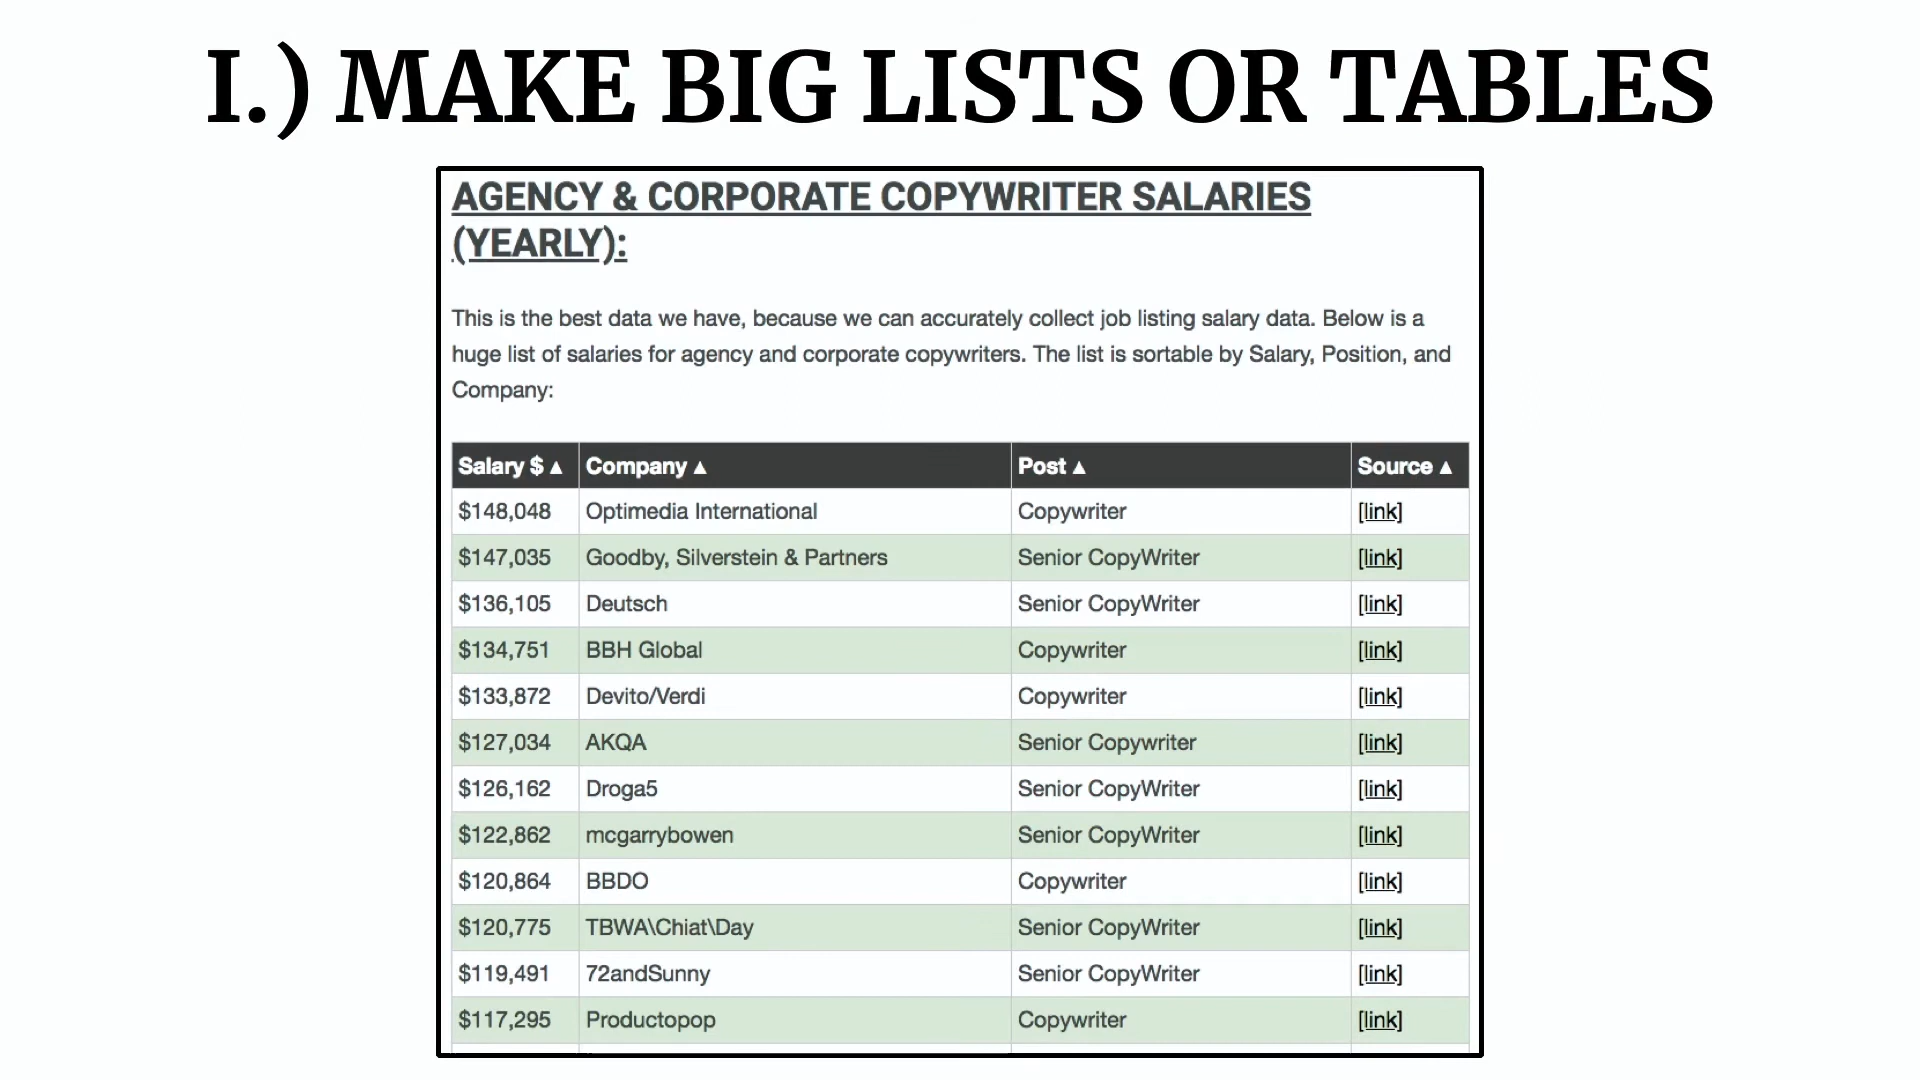 I.) MAKE BIG LISTS OR TABLES
AGENCY & CORPORATE COPYWRITER SALARIES
(YEARLY):
This is the best data we have, because we can accurately collect job listing salary data. Below is a
huge list of salaries for agency and corporate copywriters. The list is sortable by Salary, Position, and
Company:
Salary $ ▲ Company ▲ Post ▲ Source ▲
$148,048 Optimedia International Copywriter [link]
$147,035 Goodby, Silverstein & Partners Senior CopyWriter [link]
$136,105 Deutsch Senior CopyWriter [link]
$134,751 BBH Global Copywriter [link]
$133,872 Devito/Verdi Copywriter [link]
$127,034 AKQA Senior Copywriter [link]
$126,162 Droga5 Senior CopyWriter [link]
$122,862 mcgarrybowen Senior CopyWriter [link]
$120,864 BBDO Copywriter [link]
$120,775 TBWA\Chiat\Day Senior CopyWriter [link]
$119,491 72andSunny Senior CopyWriter [link]
$117,295 Productopop Copywriter [link]